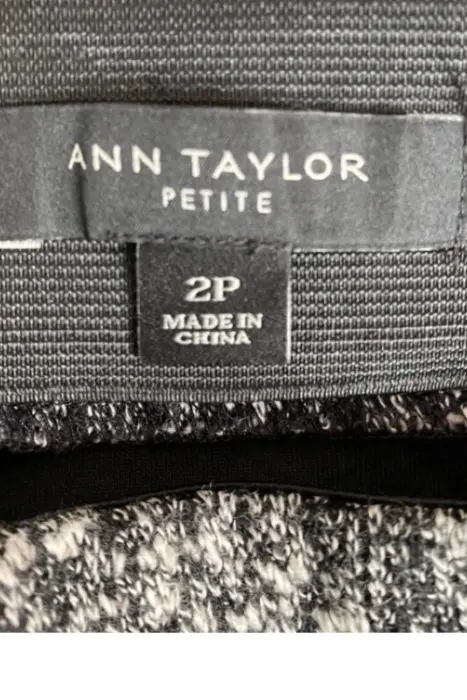 ANN TAYLOR
PETITE
2P
MADE IN
CHINA